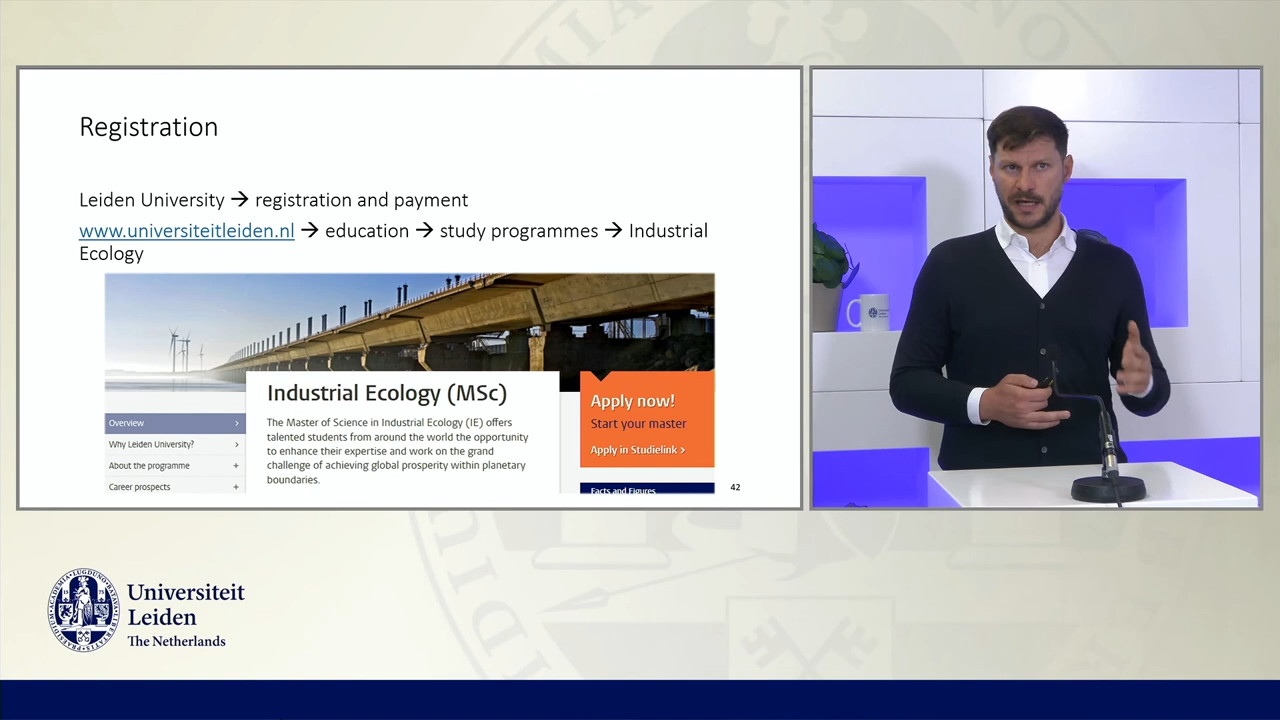 Registration
Leiden University → registration and payment
www.universiteitleiden.nl → education → study programmes → Industrial
Ecology
Industrial Ecology (MSc)
The Master of Science in Industrial Ecology (IE) offers
talented students from around the world the opportunity
to enhance their expertise and work on the grand
challenge of achieving global prosperity within planetary
boundaries.
Overview
Why Leiden University?
About the programme
Career prospects
Apply now!
Start your master
Apply in Studielink
Facts and Figures
42
Universiteit
Leiden
The Netherlands